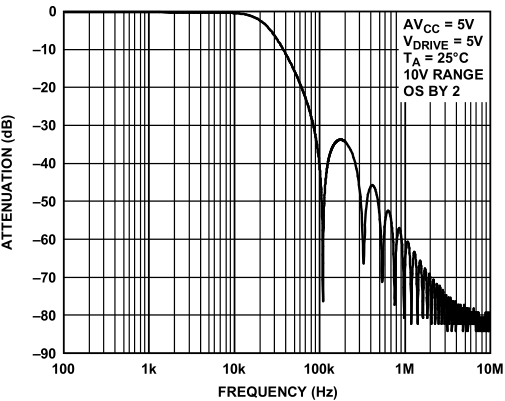 0
–10
–20
–30
–40
–50
–60
–70
–80
–90
ATTENUATION (dB)
AVCC = 5V
VDRIVE = 5V
TA = 25°C
10V RANGE
OS BY 2
100
1k
10k
100k
1M
10M
FREQUENCY (Hz)